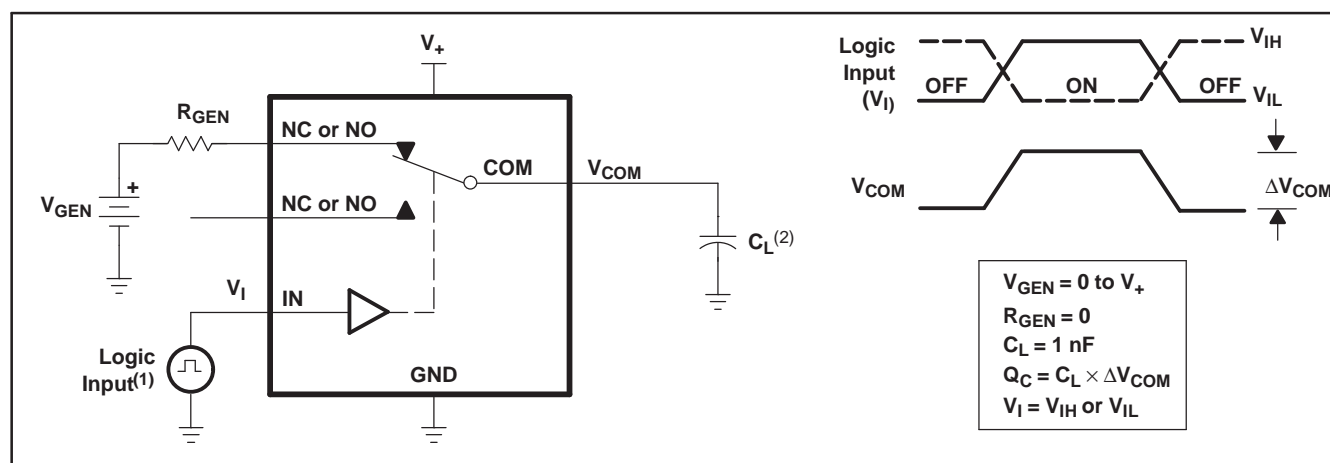 V+
RGEN
NC or NO
COM
VCOM
VGEN
+
NC or NO
CL(2)
VI
IN
Logic
Input(1)
GND
Logic
Input
(VI)
VIH
OFF
ON
OFF
VIL
VCOM
ΔVCOM
VGEN = 0 to V+
RGEN = 0
CL = 1 nF
QC = CL × ΔVCOM
VI = VIH or VIL